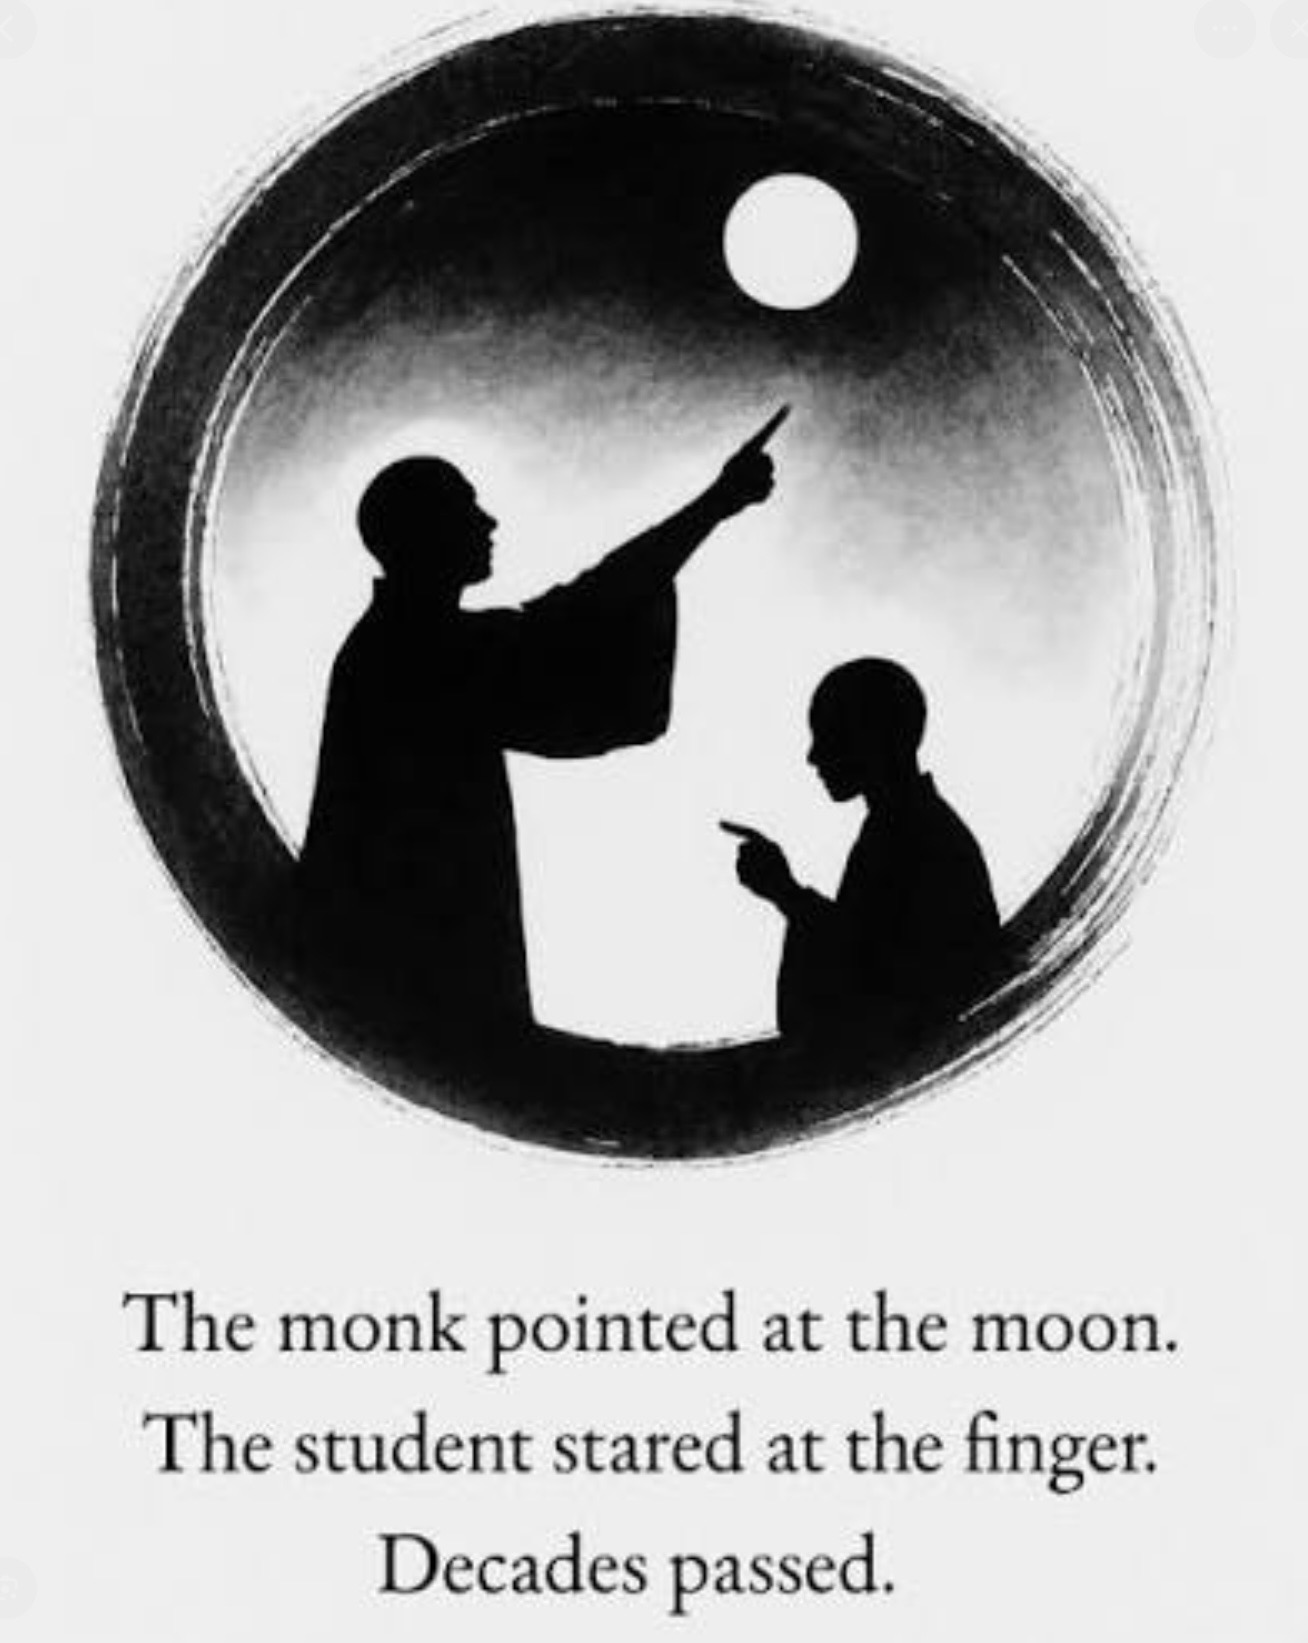 The monk pointed at the moon.
The student stared at the finger.
Decades passed.